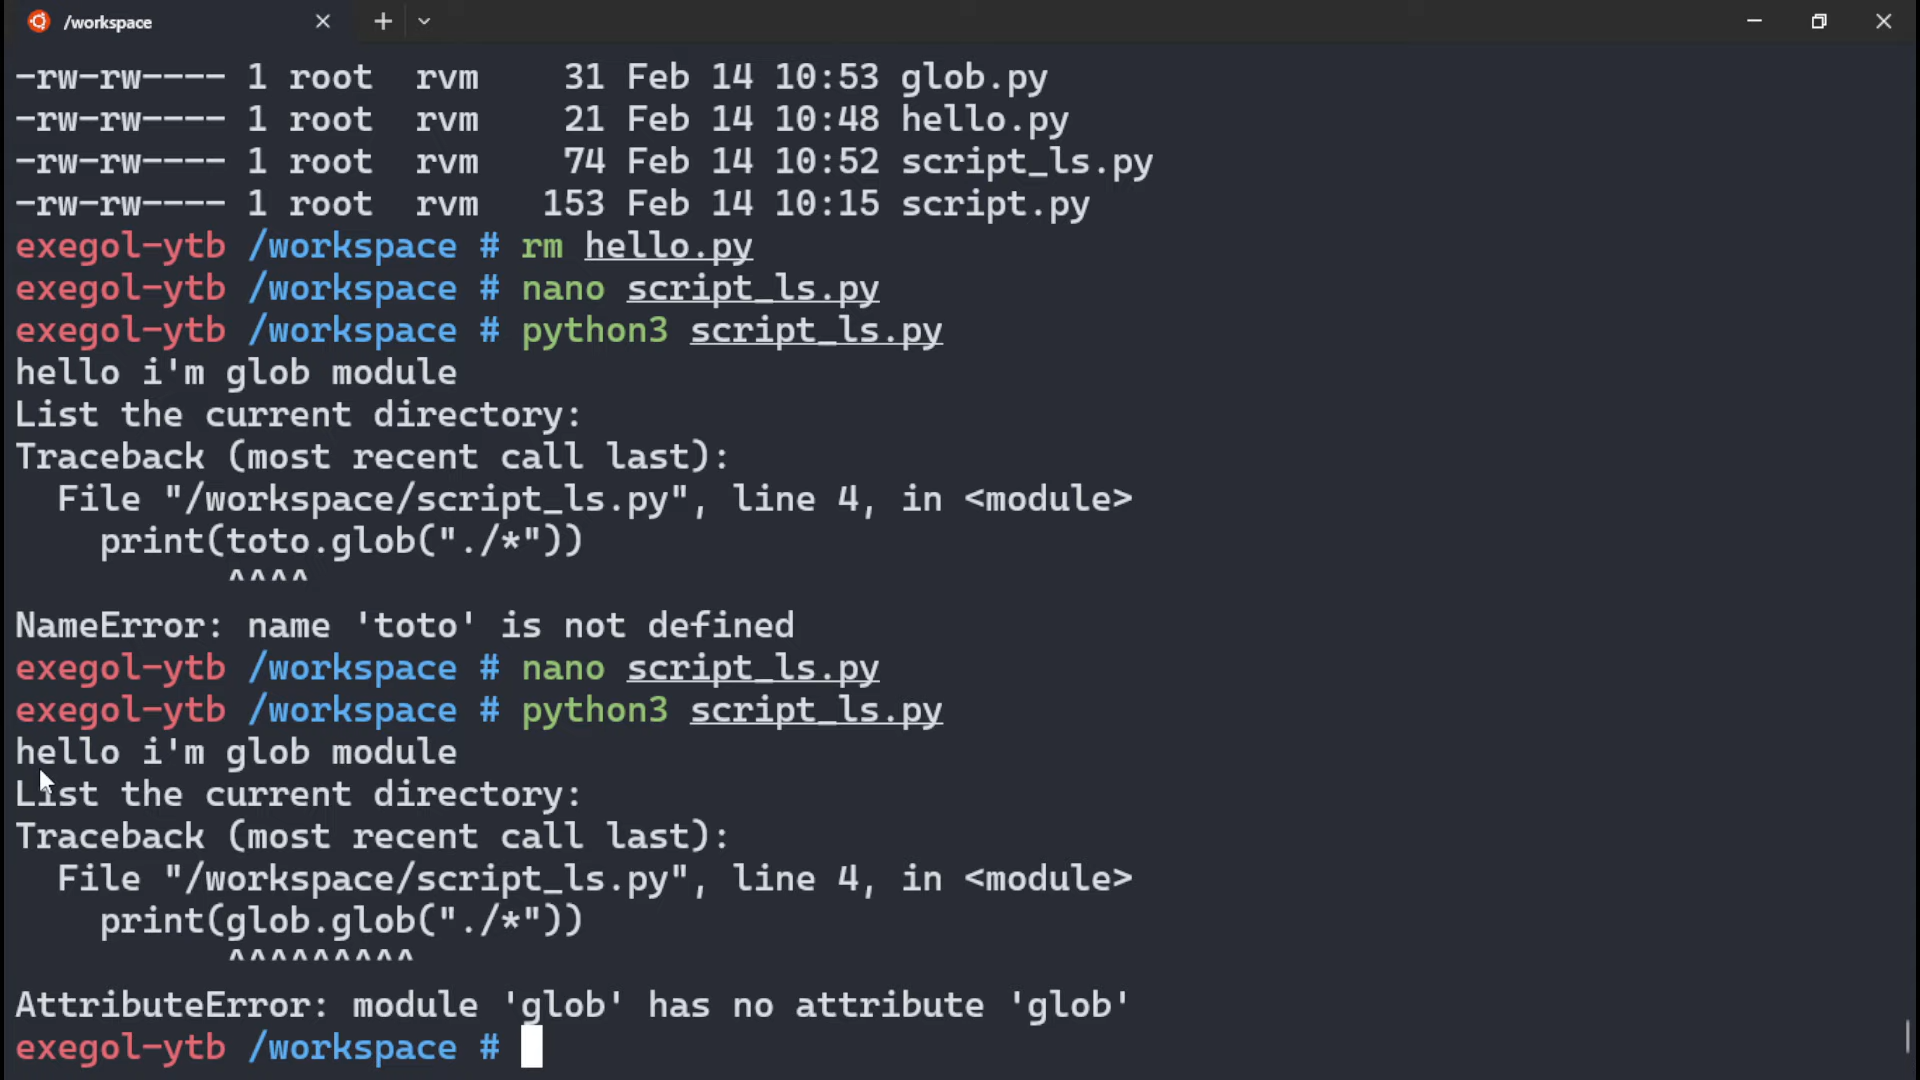 /workspace
-rw-rw---- 1 root  rvm    31 Feb 14 10:53 glob.py
-rw-rw---- 1 root  rvm    21 Feb 14 10:48 hello.py
-rw-rw---- 1 root  rvm    74 Feb 14 10:52 script_ls.py
-rw-rw---- 1 root  rvm   153 Feb 14 10:15 script.py
exegol-ytb /workspace # rm hello.py
exegol-ytb /workspace # nano script_ls.py
exegol-ytb /workspace # python3 script_ls.py
hello i'm glob module
List the current directory:
Traceback (most recent call last):
  File "/workspace/script_ls.py", line 4, in <module>
    print(toto.glob("./*"))
          ^^^^
NameError: name 'toto' is not defined
exegol-ytb /workspace # nano script_ls.py
exegol-ytb /workspace # python3 script_ls.py
hello i'm glob module
List the current directory:
Traceback (most recent call last):
  File "/workspace/script_ls.py", line 4, in <module>
    print(glob.glob("./*"))
          ^^^^^^^^^
AttributeError: module 'glob' has no attribute 'glob'
exegol-ytb /workspace #